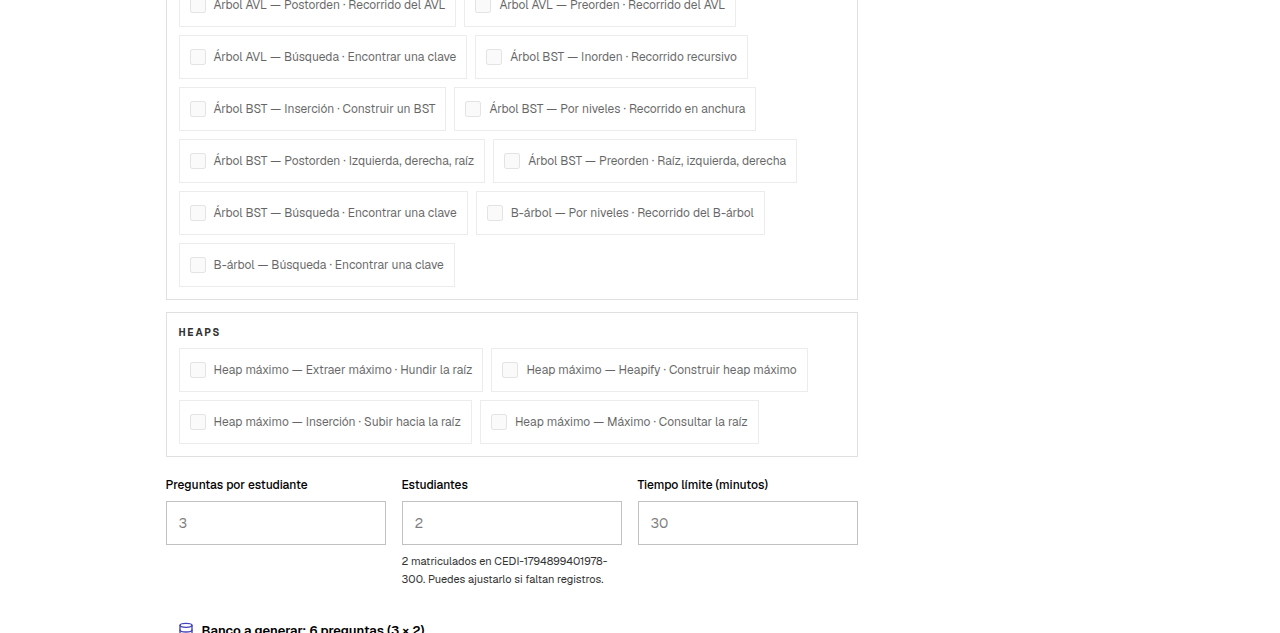 Árbol AVL — Postorden · Recorrido del AVL
Árbol AVL — Preorden · Recorrido del AVL
Árbol AVL — Búsqueda · Encontrar una clave
Árbol BST — Inorden · Recorrido recursivo
Árbol BST — Inserción · Construir un BST
Árbol BST — Por niveles · Recorrido en anchura
Árbol BST — Postorden · Izquierda, derecha, raíz
Árbol BST — Preorden · Raíz, izquierda, derecha
Árbol BST — Búsqueda · Encontrar una clave
B-árbol — Por niveles · Recorrido del B-árbol
B-árbol — Búsqueda · Encontrar una clave
HEAPS
Heap máximo — Extraer máximo · Hundir la raíz
Heap máximo — Heapify · Construir heap máximo
Heap máximo — Inserción · Subir hacia la raíz
Heap máximo — Máximo · Consultar la raíz
Preguntas por estudiante
3
Estudiantes
2
2 matriculados en CEDI-1794899401978-
300. Puedes ajustarlo si faltan registros.
Tiempo límite (minutos)
30
Banco a generar: 6 preguntas (3 × 2)